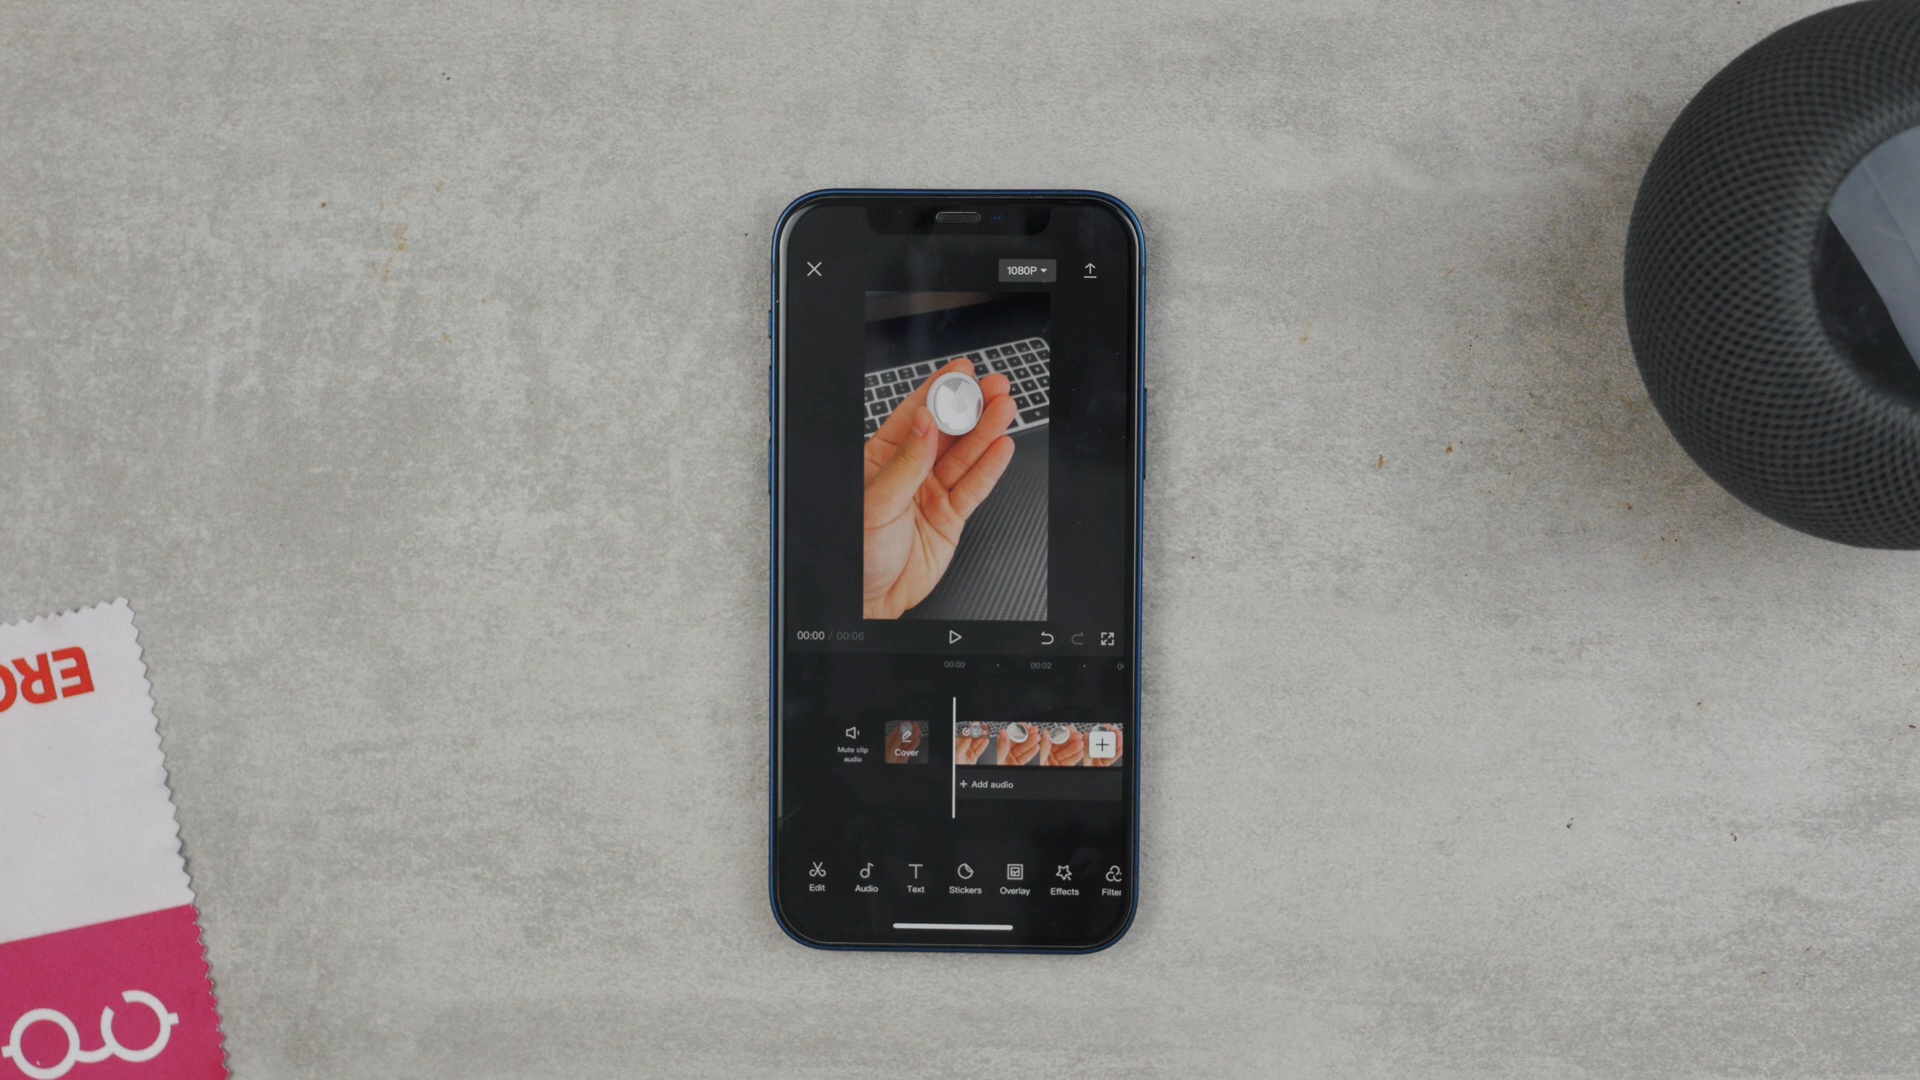 1080P
00:00 / 00:06
00:00
00:02
Mute clip
audio
Cover
+ Add audio
Edit
Audio
Text
Stickers
Overlay
Effects
Filter
ERO